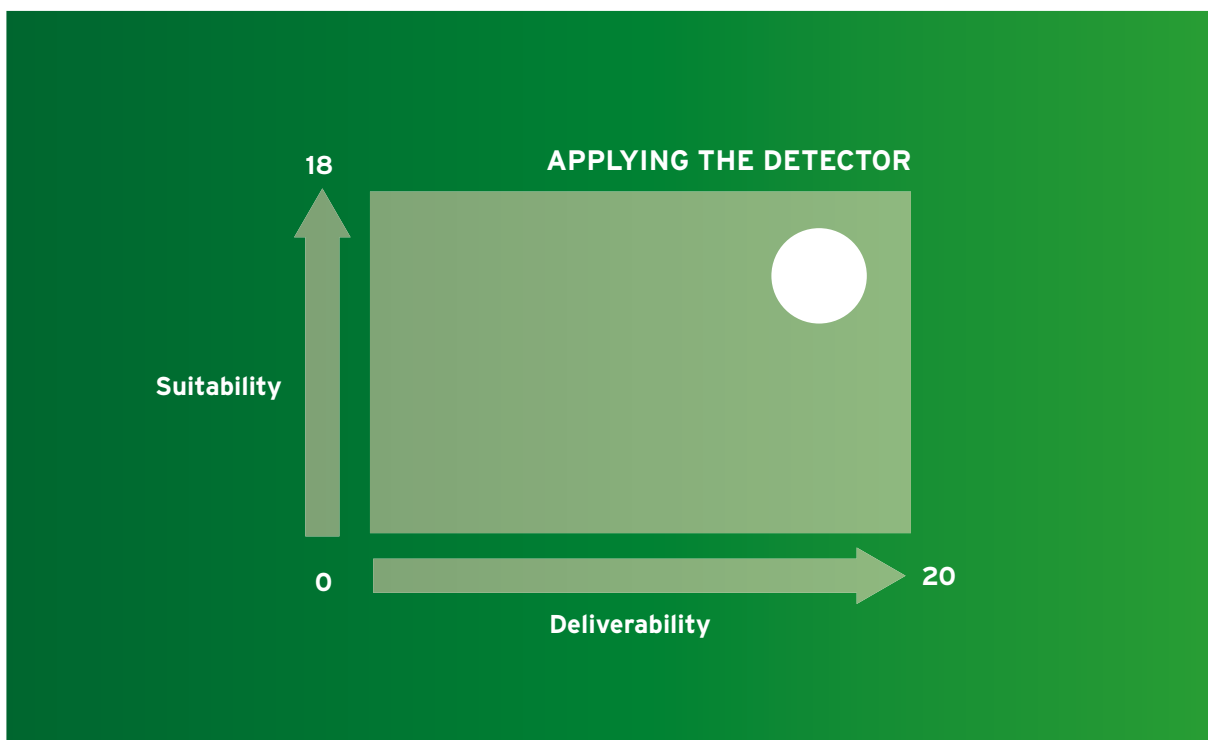 APPLYING THE DETECTOR
18
Suitability
0
20
Deliverability